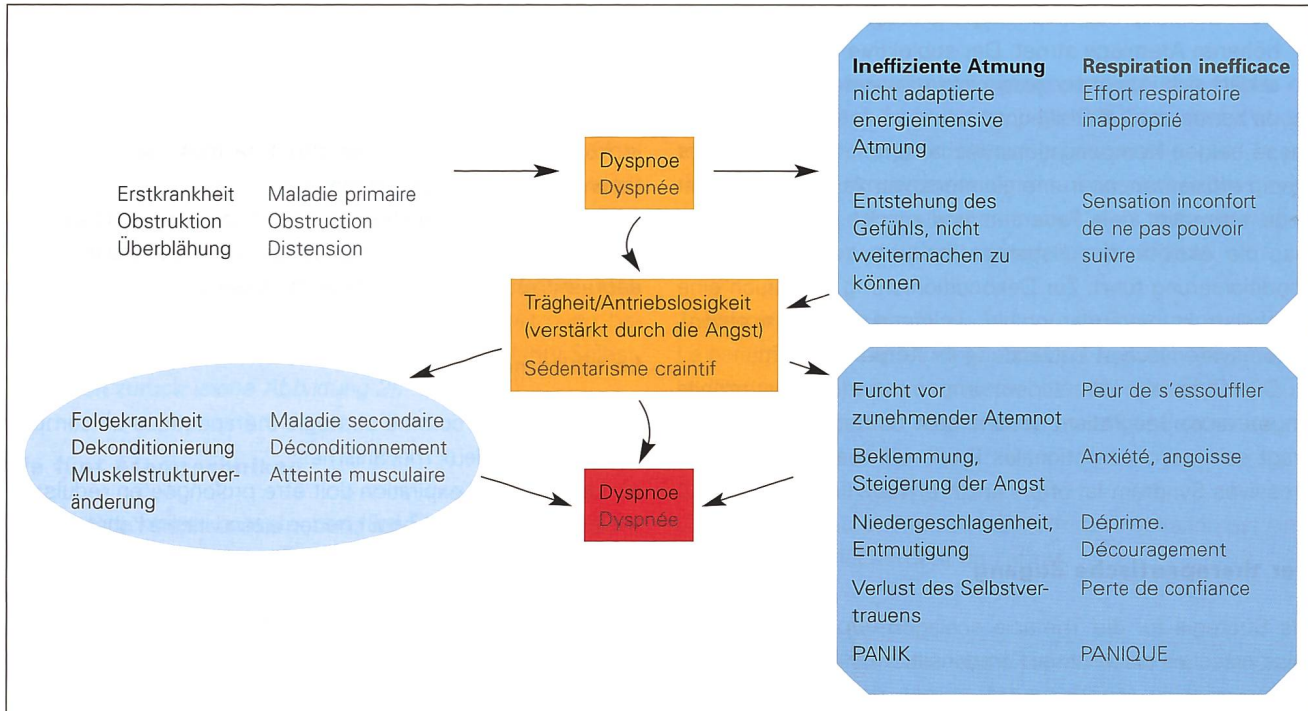 Erstkrankheit Maladie primaire
Obstruktion Obstruction
Überblähung Distension
Dyspnoe
Dyspnée
Ineffiziente Atmung Respiration inefficace
nicht adaptierte Effort respiratoire
energieintensive inapproprié
Atmung
Entstehung des Sensation inconfort
Gefühls, nicht de ne pas pouvoir
weitermachen zu suivre
können
Trägheit/Antriebslosigkeit
(verstärkt durch die Angst)
Sédentarisme craintif
Folgekrankheit Maladie secondaire
Dekonditionierung Déconditionnement
Muskelstrukturver- Atteinte musculaire
änderung
Dyspnoe
Dyspnée
Furcht vor Peur de s'essouffler
zunehmender Atemnot
Beklemmung, Anxiété, angoisse
Steigerung der Angst
Niedergeschlagenheit, Déprime.
Entmutigung Découragement
Verlust des Selbstver- Perte de confiance
trauens
PANIK PANIQUE